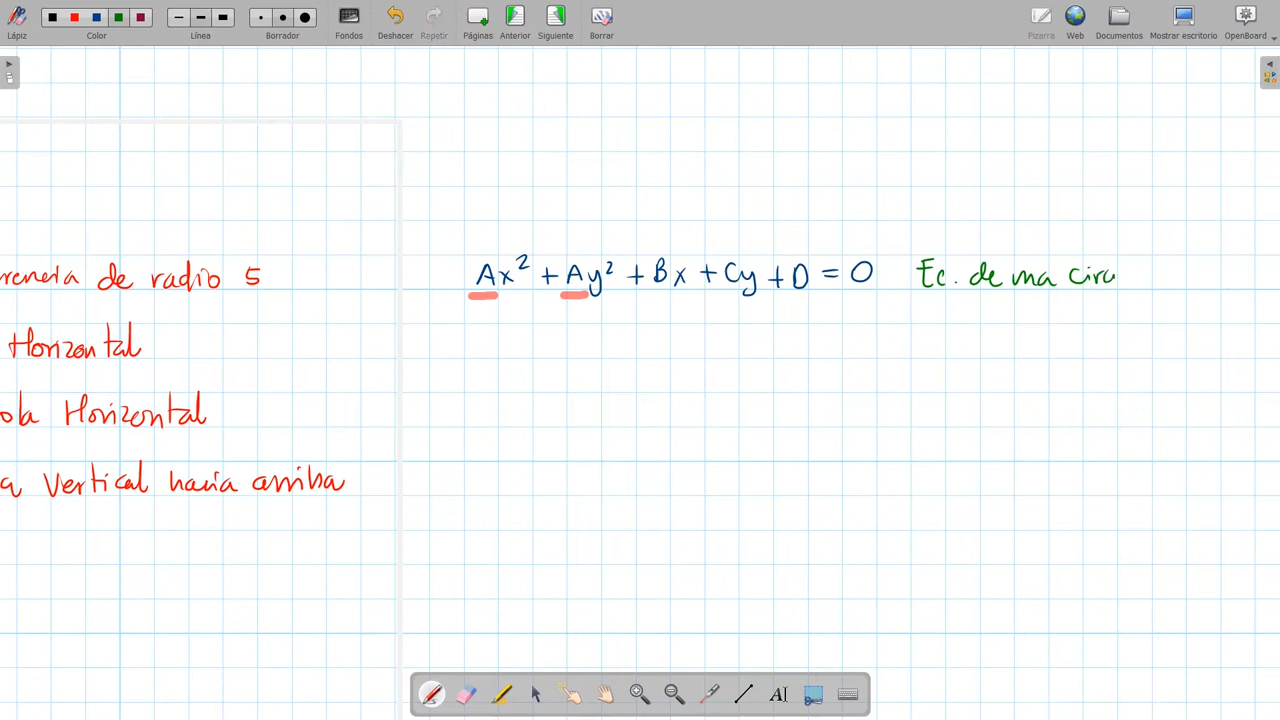 Lápiz
Color
Línea
Borrador
Fondos
Deshacer
Repetir
Páginas
Anterior
Siguiente
Borrar
Pizarra
Web
Documentos
Mostrar escritorio
OpenBoard
rencia de radio 5
Ax² + Ay² + Bx + Cy + D = 0 Ec. de una circ
Horizontal
ola Horizontal
a Vertical hacia arriba